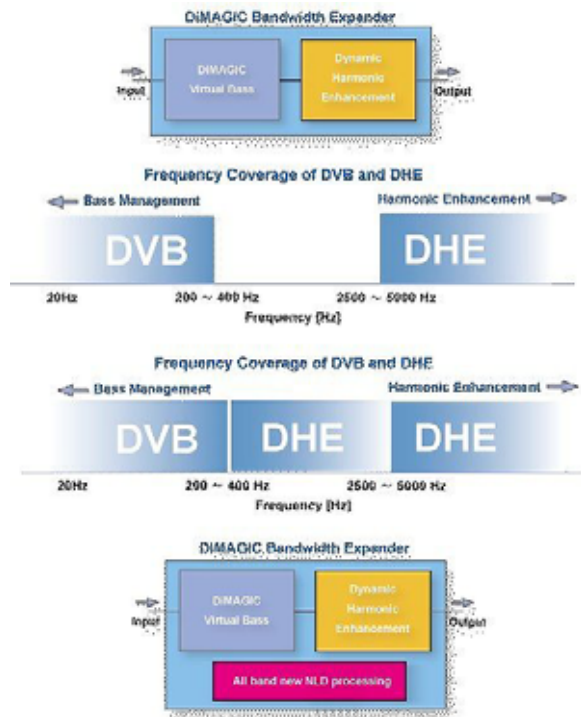 DiMAGIC Bandwidth Expander
DiMAGIC
Virtual Bass
Dynamic
Harmonic
Enhancement
Input
Output
Frequency Coverage of DVB and DHE
Bass Management
Harmonic Enhancement
DVB
DHE
20Hz
200 ~ 400 Hz
2500 ~ 5000 Hz
Frequency [Hz]
Frequency Coverage of DVB and DHE
Bass Management
Harmonic Enhancement
DVB
DHE
DHE
20Hz
200 ~ 400 Hz
2500 ~ 5000 Hz
Frequency [Hz]
DiMAGIC Bandwidth Expander
DiMAGIC
Virtual Bass
Dynamic
Harmonic
Enhancement
Input
Output
All band new NLD processing